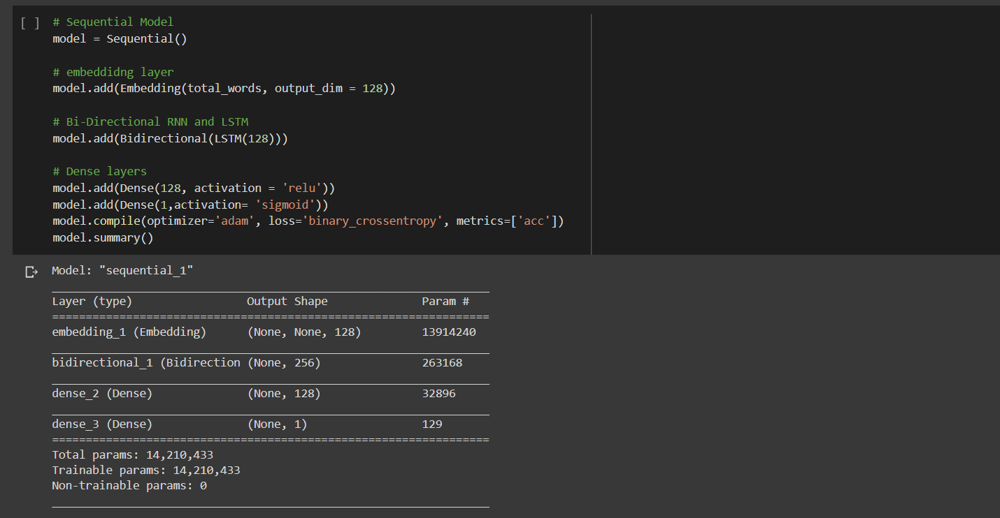 [ ] # Sequential Model
model = Sequential()
# embeddidng layer
model.add(Embedding(total_words, output_dim = 128))
# Bi-Directional RNN and LSTM
model.add(Bidirectional(LSTM(128)))
# Dense layers
model.add(Dense(128, activation = 'relu'))
model.add(Dense(1,activation= 'sigmoid'))
model.compile(optimizer='adam', loss='binary_crossentropy', metrics=['acc'])
model.summary()
Model: "sequential_1"
_________________________________________________________________
Layer (type)                 Output Shape              Param #
=================================================================
embedding_1 (Embedding)      (None, None, 128)         13914240
_________________________________________________________________
bidirectional_1 (Bidirection (None, 256)               263168
_________________________________________________________________
dense_2 (Dense)              (None, 128)               32896
_________________________________________________________________
dense_3 (Dense)              (None, 1)                 129
=================================================================
Total params: 14,210,433
Trainable params: 14,210,433
Non-trainable params: 0
_________________________________________________________________